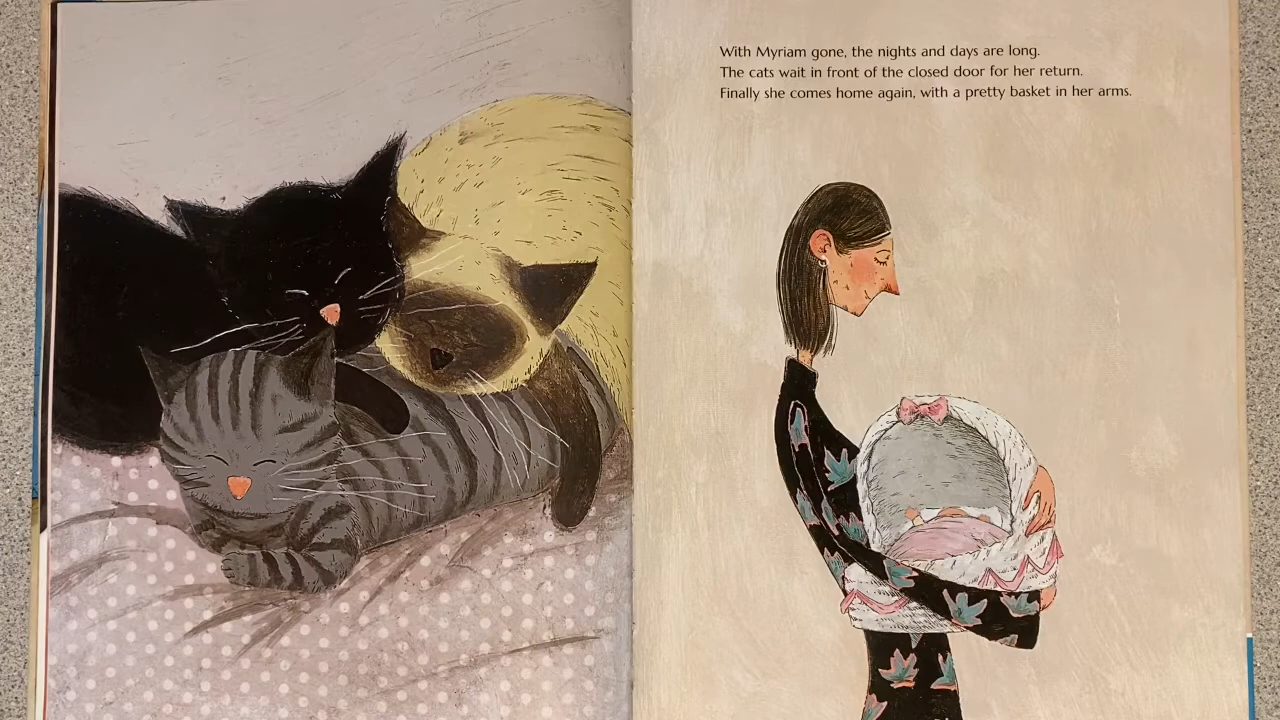 With Myriam gone, the nights and days are long.
The cats wait in front of the closed door for her return.
Finally she comes home again, with a pretty basket in her arms.